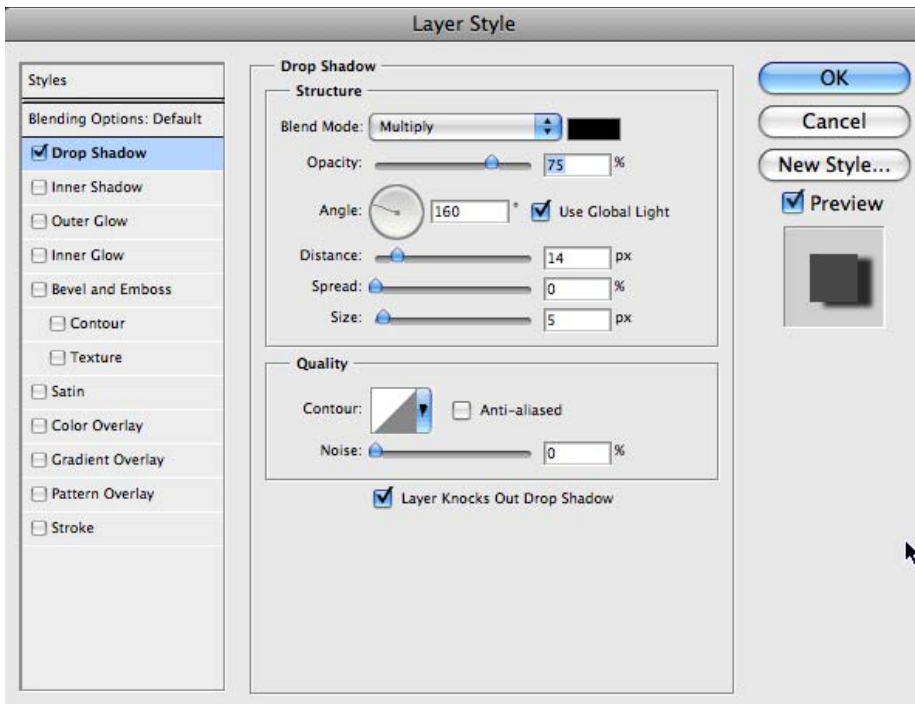 Layer Style
Styles
Blending Options: Default
Drop Shadow
Inner Shadow
Outer Glow
Inner Glow
Bevel and Emboss
Contour
Texture
Satin
Color Overlay
Gradient Overlay
Pattern Overlay
Stroke
Drop Shadow
Structure
Blend Mode: Multiply
Opacity: 75 %
Angle: 160 ° Use Global Light
Distance: 14 px
Spread: 0 %
Size: 5 px
Quality
Contour: Anti-aliased
Noise: 0 %
Layer Knocks Out Drop Shadow
OK
Cancel
New Style...
Preview